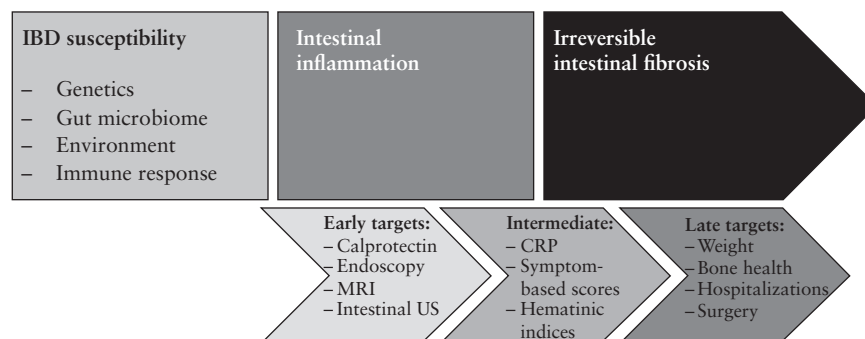 IBD susceptibility
– Genetics
– Gut microbiome
– Environment
– Immune response
Intestinal
inflammation
Irreversible
intestinal fibrosis
Early targets:
– Calprotectin
– Endoscopy
– MRI
– Intestinal US
Intermediate:
– CRP
– Symptom-
based scores
– Hematinic
indices
Late targets:
– Weight
– Bone health
– Hospitalizations
– Surgery